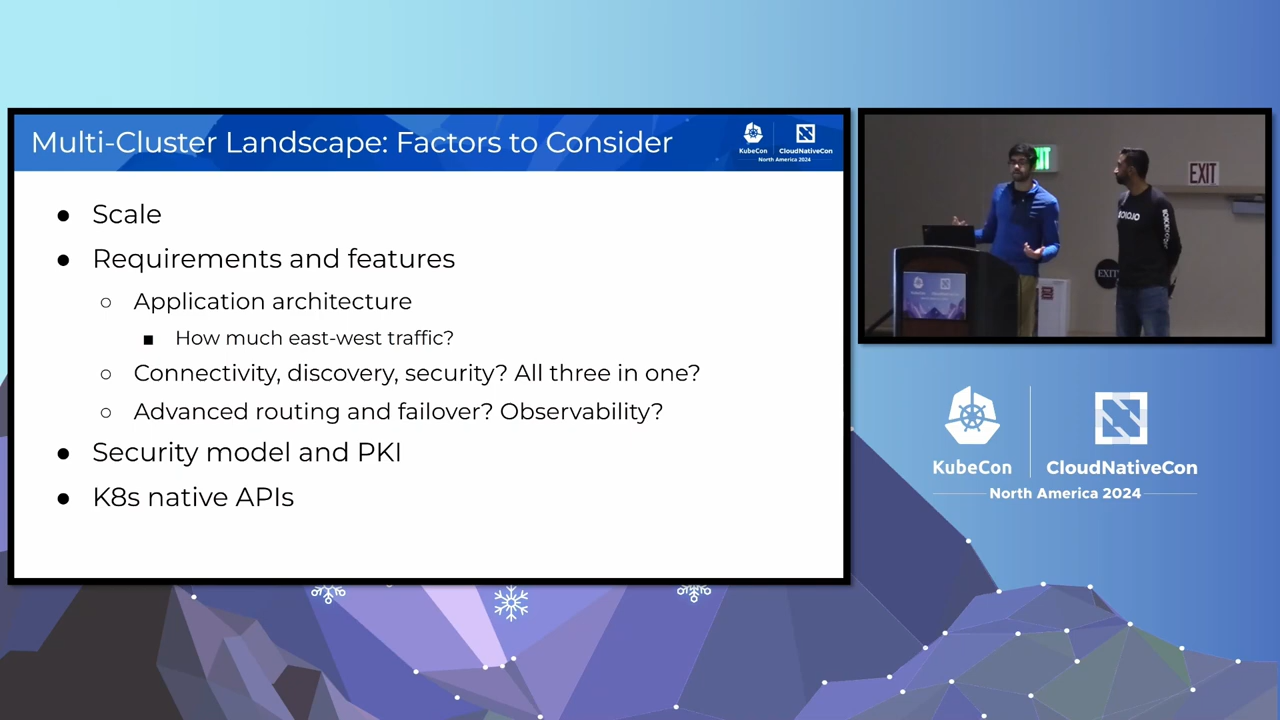 Multi-Cluster Landscape: Factors to Consider
KubeCon
CloudNativeCon
North America 2024
● Scale
● Requirements and features
○ Application architecture
■ How much east-west traffic?
○ Connectivity, discovery, security? All three in one?
○ Advanced routing and failover? Observability?
● Security model and PKI
● K8s native APIs
EXIT
EXIT
KubeCon
CloudNativeCon
North America 2024